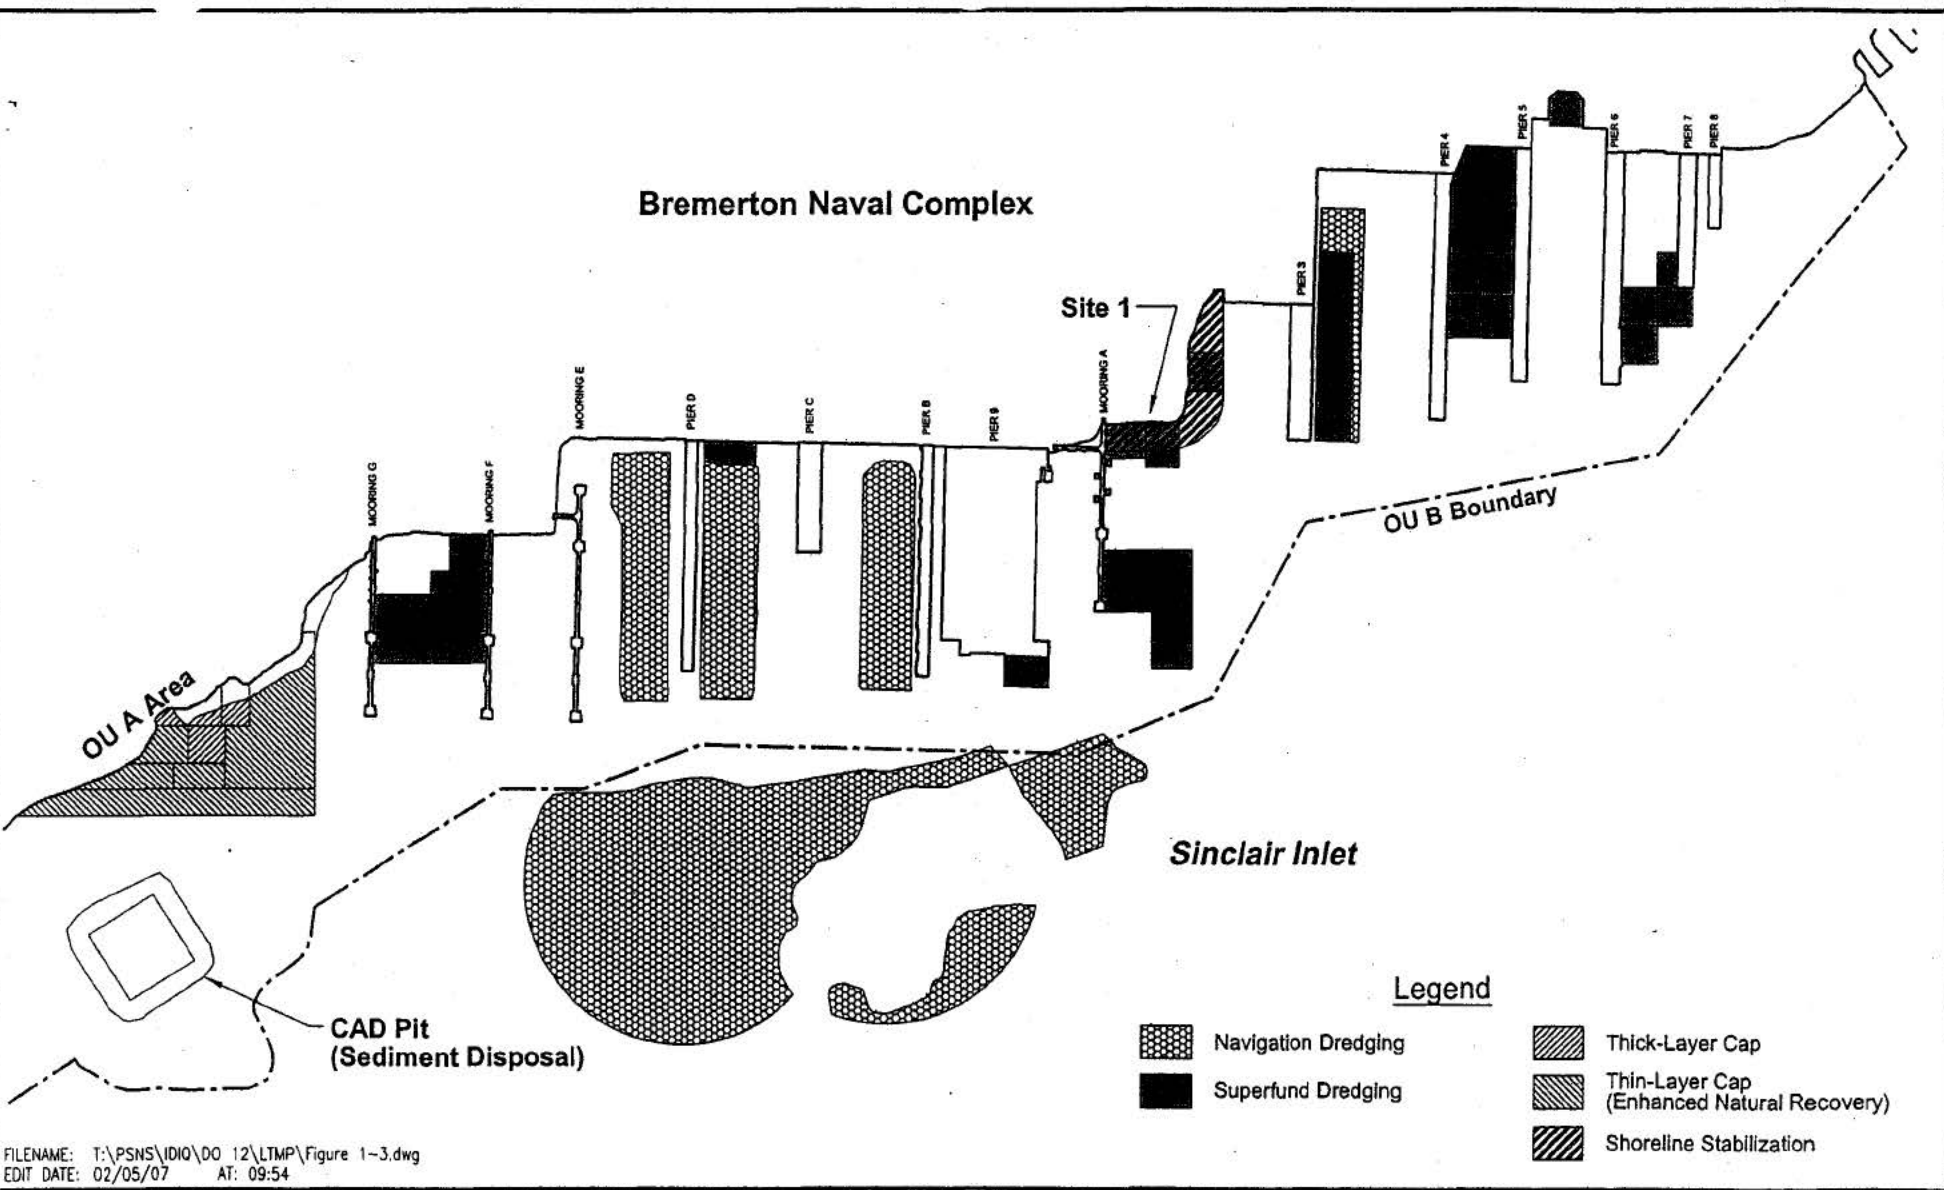 Bremerton Naval Complex
PIER 5
PIER 4
PIER 6
PIER 7
PIER 8
PIER 3
Site 1
MOORING A
MOORING E
PIER D
PIER C
PIER B
PIER 9
MOORING G
MOORING F
OU B Boundary
OU A Area
Sinclair Inlet
CAD Pit
(Sediment Disposal)
Legend
Navigation Dredging
Superfund Dredging
Thick-Layer Cap
Thin-Layer Cap
(Enhanced Natural Recovery)
Shoreline Stabilization
FILENAME: T:\PSNS\IDIQ\DO 12\LTMP\Figure 1-3.dwg
EDIT DATE: 02/05/07 AT: 09:54